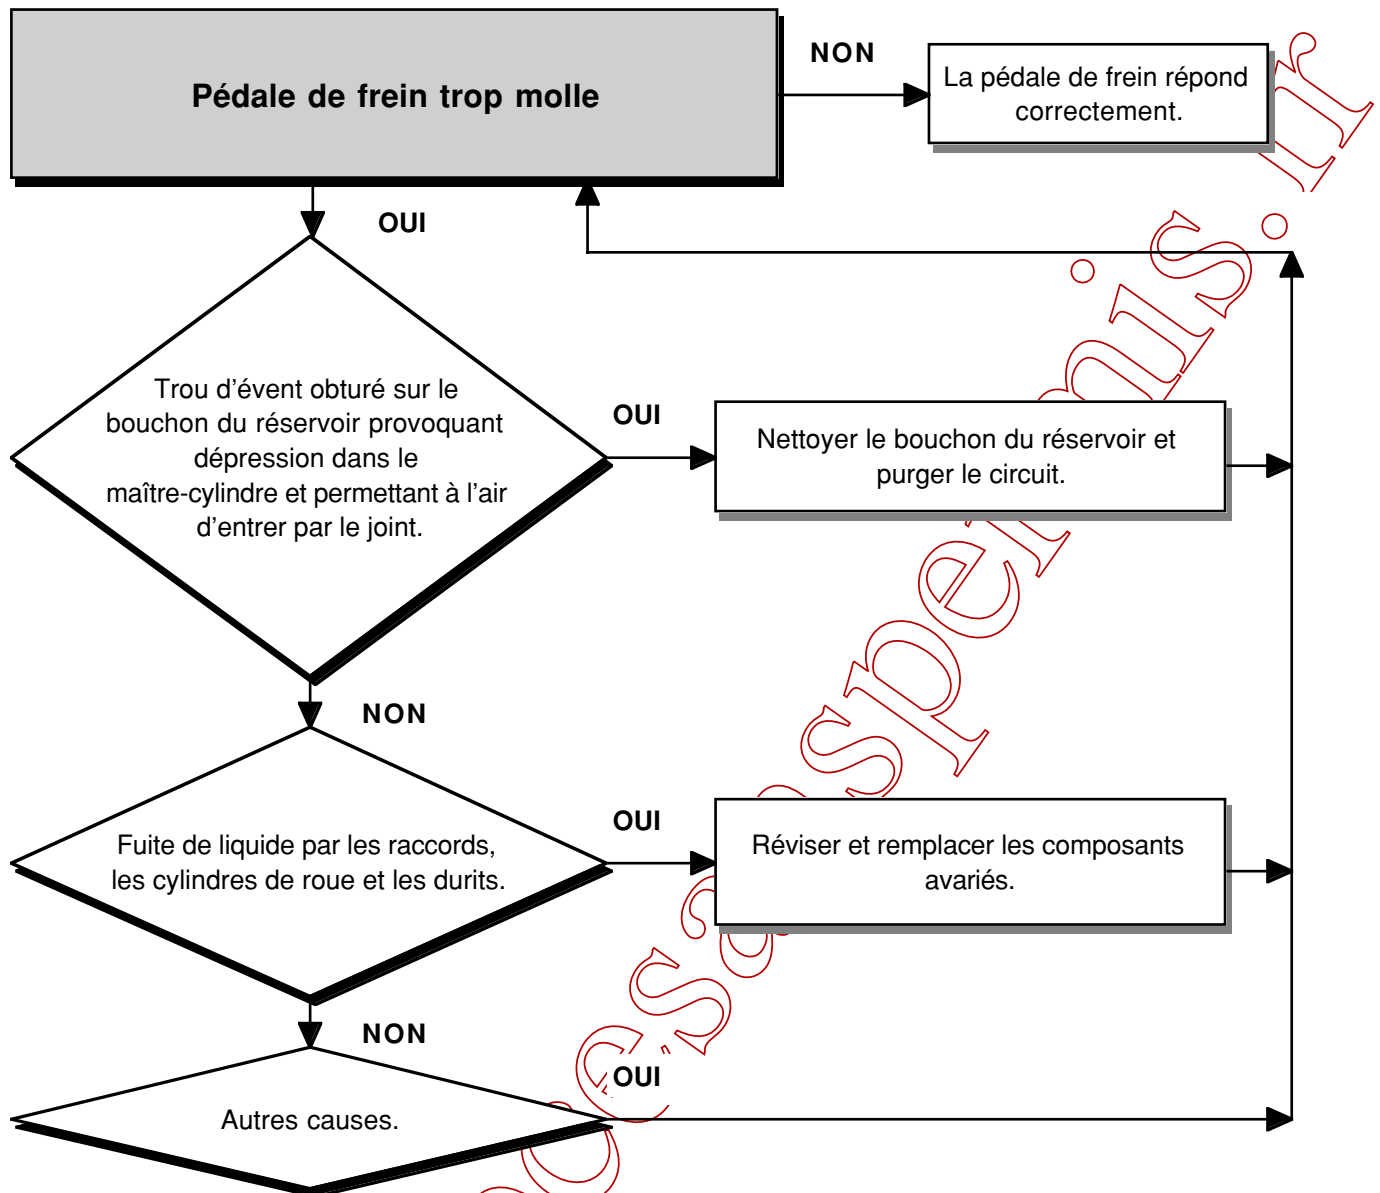 Pédale de frein trop molle
NON
La pédale de frein répond
correctement.
OUI
Trou d'évent obturé sur le
bouchon du réservoir provoquant
dépression dans le
maître-cylindre et permettant à l'air
d'entrer par le joint.
OUI
Nettoyer le bouchon du réservoir et
purger le circuit.
NON
Fuite de liquide par les raccords,
les cylindres de roue et les durits.
OUI
Réviser et remplacer les composants
avariés.
NON
Autres causes.
OUI